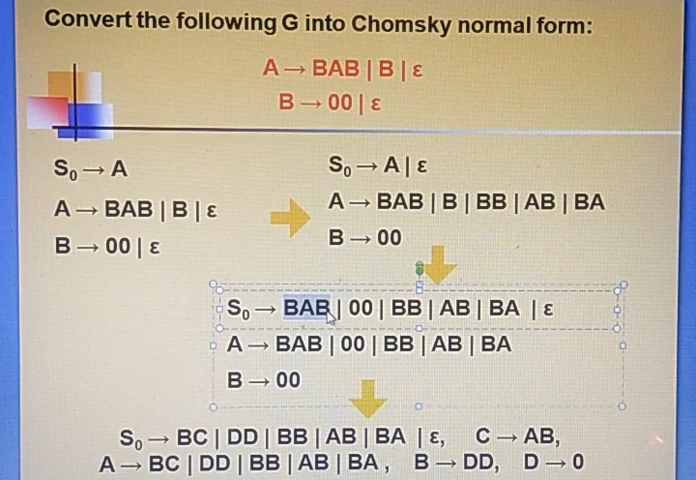 Convert the following G into Chomsky normal form:
A → BAB | B | ε
B → 00 | ε
S₀ → A
A → BAB | B | ε
B → 00 | ε
S₀ → A | ε
A → BAB | B | BB | AB | BA
B → 00
S₀ → BAB | 00 | BB | AB | BA | ε
A → BAB | 00 | BB | AB | BA
B → 00
S₀ → BC | DD | BB | AB | BA | ε, C → AB,
A → BC | DD | BB | AB | BA , B → DD, D → 0